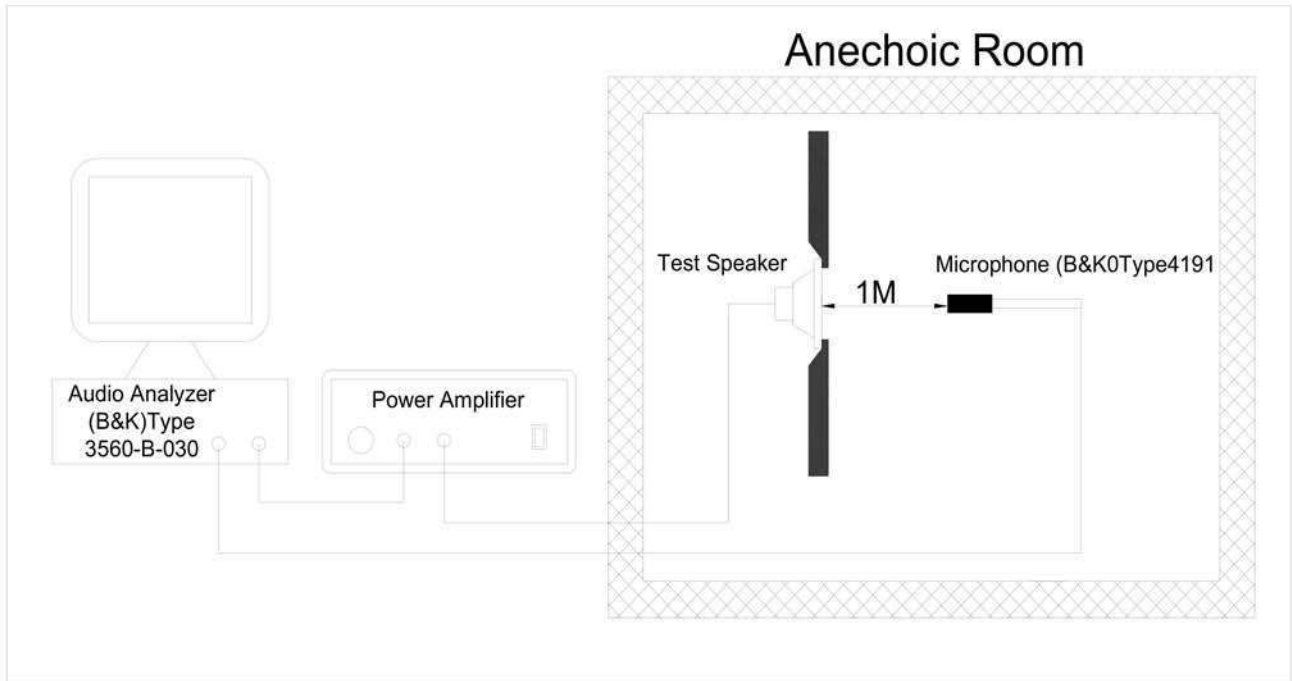 Anechoic Room
Test Speaker
Microphone (B&K0Type4191
1M
Audio Analyzer
(B&K)Type
3560-B-030
Power Amplifier